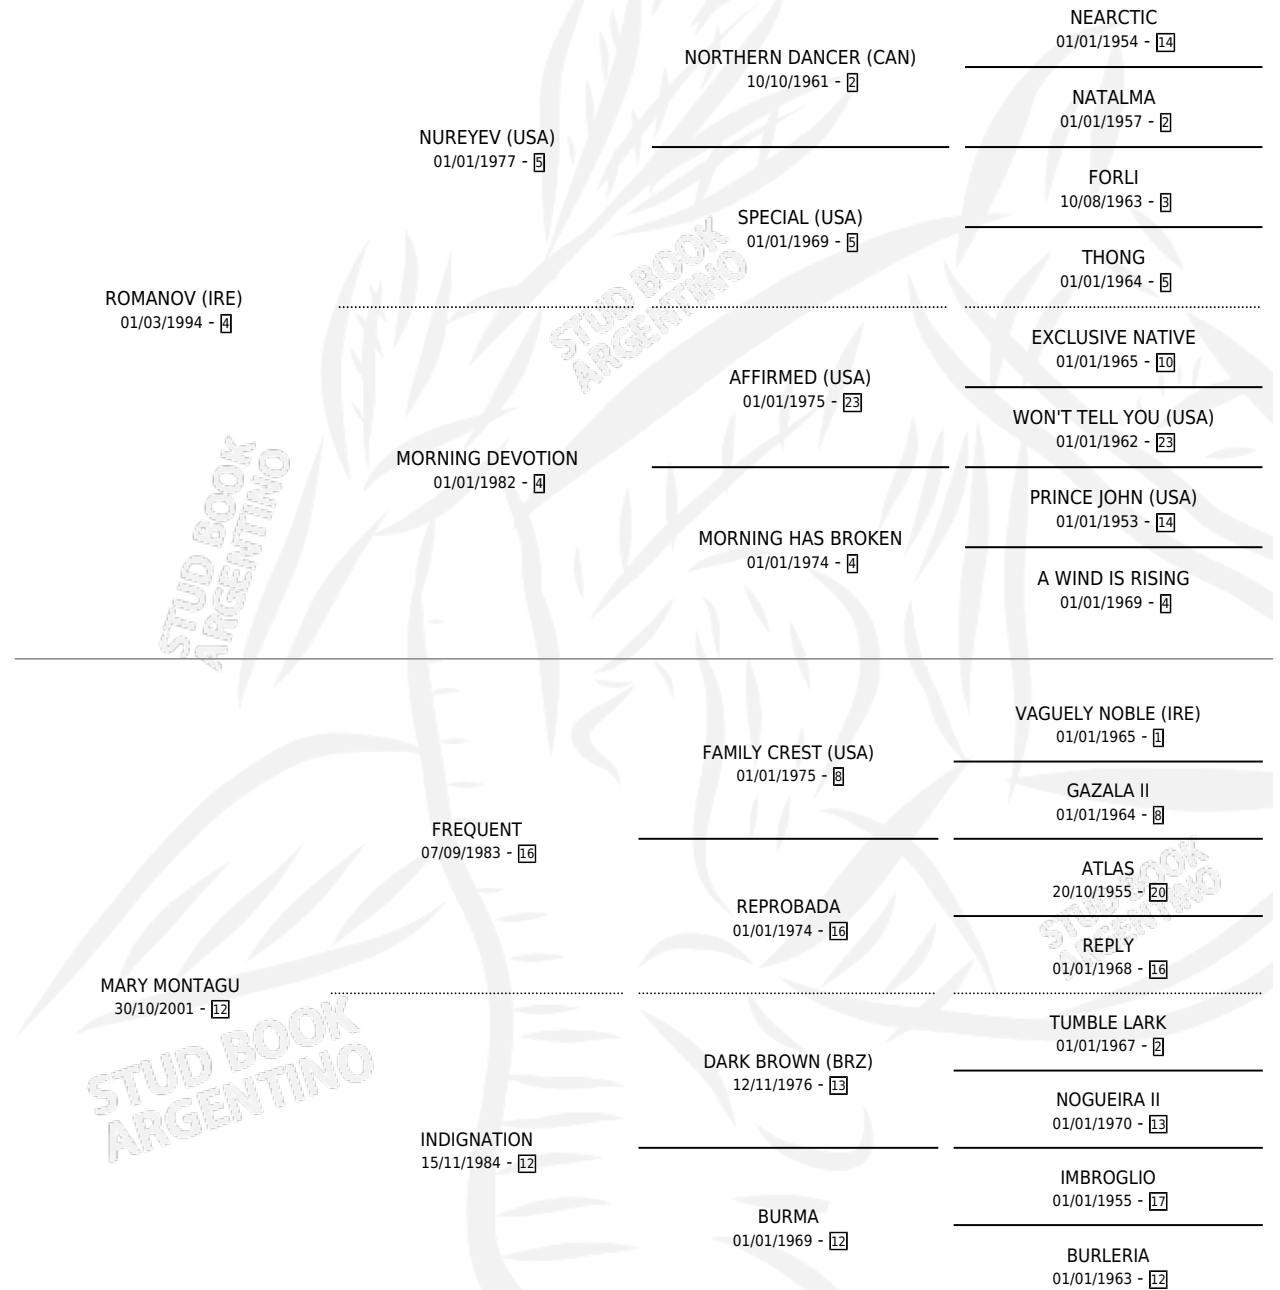 NEARCTIC
01/01/1954 - 14
NORTHERN DANCER (CAN)
10/10/1961 - 2
NATALMA
01/01/1957 - 2
NUREYEV (USA)
01/01/1977 - 5
FORLI
10/08/1963 - 3
SPECIAL (USA)
01/01/1969 - 5
THONG
01/01/1964 - 5
ROMANOV (IRE)
01/03/1994 - 4
EXCLUSIVE NATIVE
01/01/1965 - 10
AFFIRMED (USA)
01/01/1975 - 23
WON'T TELL YOU (USA)
01/01/1962 - 23
MORNING DEVOTION
01/01/1982 - 4
PRINCE JOHN (USA)
01/01/1953 - 14
MORNING HAS BROKEN
01/01/1974 - 4
A WIND IS RISING
01/01/1969 - 4
VAGUELY NOBLE (IRE)
01/01/1965 - 1
FAMILY CREST (USA)
01/01/1975 - 8
GAZALA II
01/01/1964 - 8
FREQUENT
07/09/1983 - 16
ATLAS
20/10/1955 - 20
REPROBADA
01/01/1974 - 16
REPLY
01/01/1968 - 16
MARY MONTAGU
30/10/2001 - 12
TUMBLE LARK
01/01/1967 - 2
DARK BROWN (BRZ)
12/11/1976 - 13
NOGUEIRA II
01/01/1970 - 13
INDIGNATION
15/11/1984 - 12
IMBROGLIO
01/01/1955 - 17
BURMA
01/01/1969 - 12
BURLERIA
01/01/1963 - 12
STUD BOOK
ARGENTINO
STUD BOOK
ARGENTINO
STUD BOOK
ARGENTINO
STUD BOOK
ARGENTINO